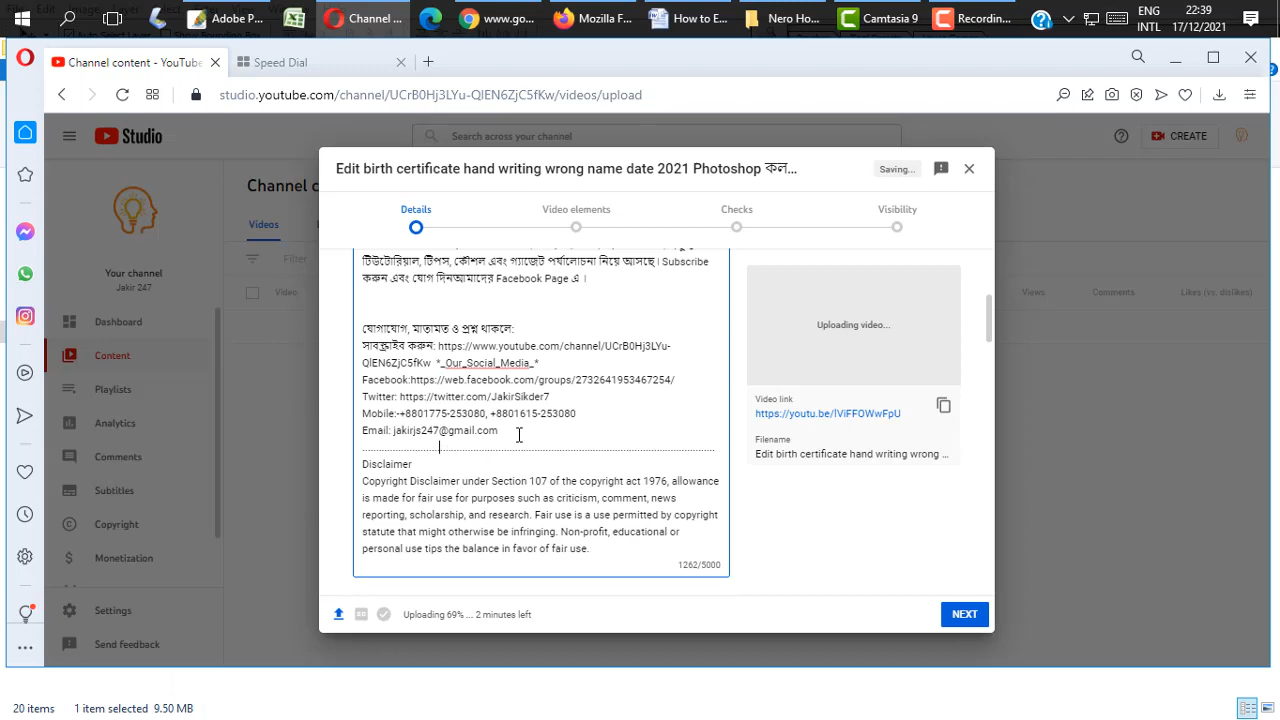 Adobe P...
Channel ...
www.go...
Mozilla F...
How to E...
Nero Ho...
Camtasia 9
Recordin...
ENG
INTL
22:39
17/12/2021
Channel content - YouTube
Speed Dial
studio.youtube.com/channel/UCrB0Hj3LYu-QlEN6ZjC5fKw/videos/upload
Studio
Search across your channel
CREATE
Channel c
Videos
Filter
Video
Views
Comments
Likes (vs. dislikes)
Your channel
Jakir 247
Dashboard
Content
Playlists
Analytics
Comments
Subtitles
Copyright
Monetization
Settings
Send feedback
Edit birth certificate hand writing wrong name date 2021 Photoshop কল...
Saving...
Details
Video elements
Checks
Visibility
টিউটোরিয়াল, টিপস, কৌশল এবং গ্যাজেট পর্যালোচনা নিয়ে আসছে। Subscribe
করুন এবং যোগ দিনআমাদের Facebook Page এ ।
যোগাযোগ, মাতামত ও প্রশ্ন থাকলে:
সাবস্ক্রাইব করুন: https://www.youtube.com/channel/UCrB0Hj3LYu-
QlEN6ZjC5fKw *_Our_Social_Media_*
Facebook:https://web.facebook.com/groups/2732641953467254/
Twitter: https://twitter.com/JakirSikder7
Mobile:-+8801775-253080, +8801615-253080
Email: jakirjs247@gmail.com
Disclaimer
Copyright Disclaimer under Section 107 of the copyright act 1976, allowance
is made for fair use for purposes such as criticism, comment, news
reporting, scholarship, and research. Fair use is a use permitted by copyright
statute that might otherwise be infringing. Non-profit, educational or
personal use tips the balance in favor of fair use.
1262/5000
Uploading video...
Video link
https://youtu.be/lViFFOWwFpU
Filename
Edit birth certificate hand writing wrong ...
Uploading 69% ... 2 minutes left
NEXT
20 items
1 item selected 9.50 MB